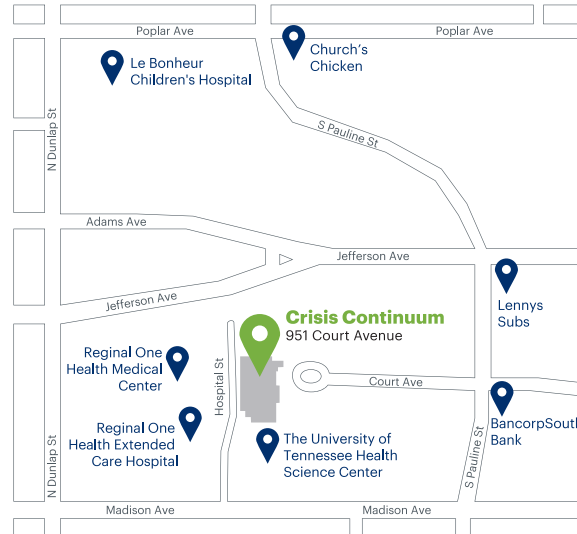 Poplar Ave
Poplar Ave
Le Bonheur
Children's Hospital
Church's
Chicken
N Dunlap St
S Pauline St
Adams Ave
Jefferson Ave
Jefferson Ave
Lennys
Subs
Crisis Continuum
951 Court Avenue
Reginal One
Health Medical
Center
Hospital St
Court Ave
Reginal One
Health Extended
Care Hospital
The University of
Tennessee Health
Science Center
BancorpSouth
Bank
S Pauline St
N Dunlap St
Madison Ave
Madison Ave